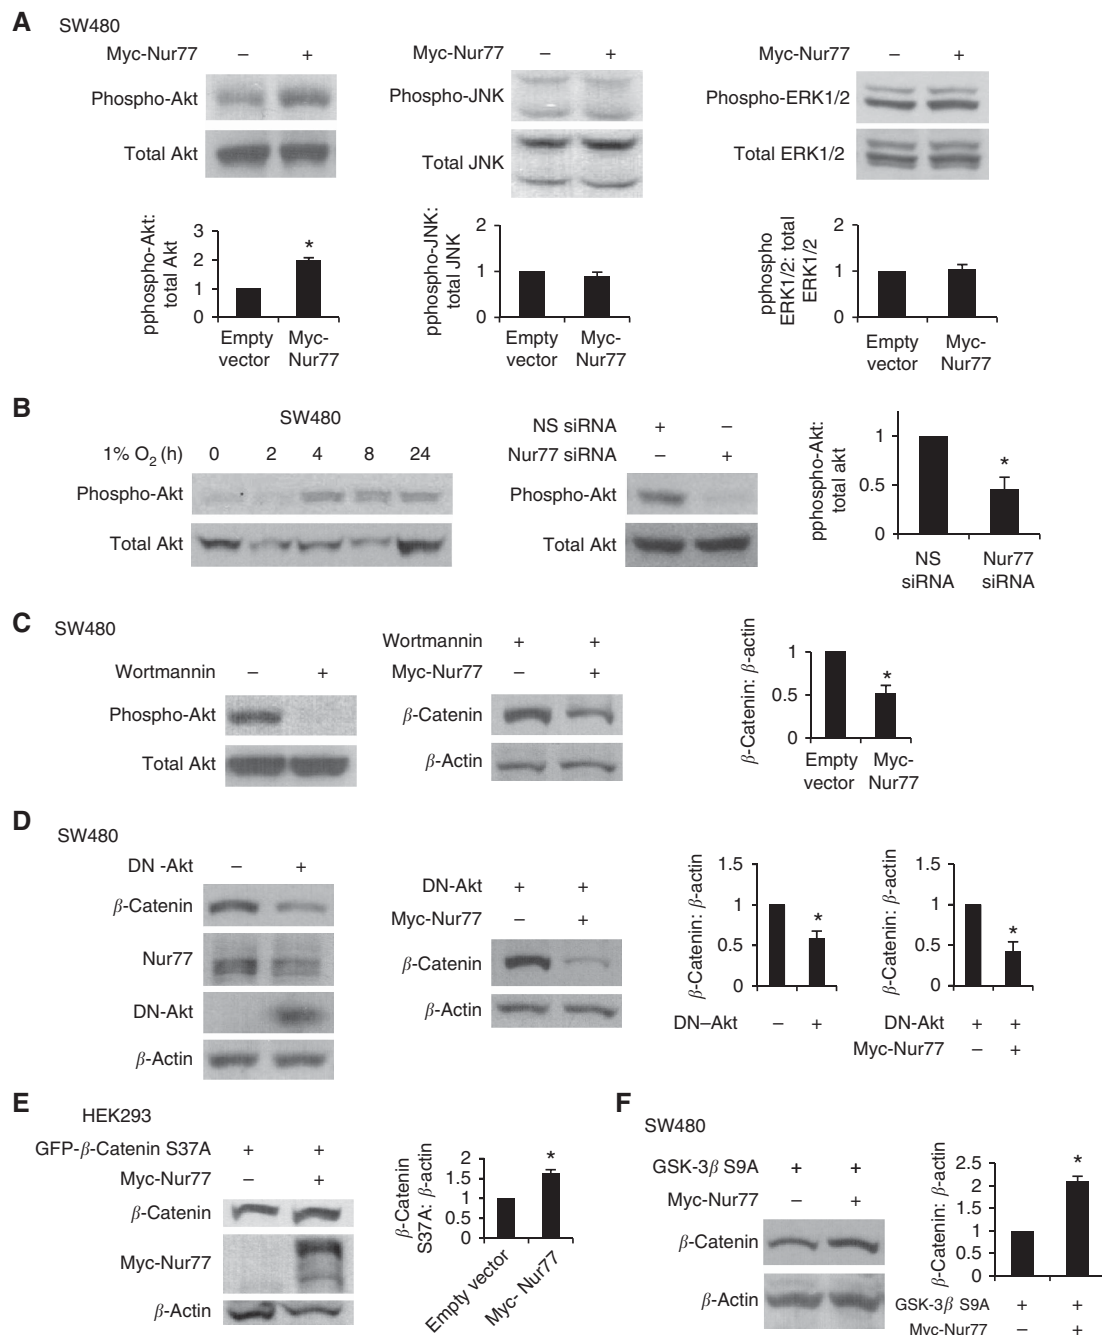 A
SW480
Myc-Nur77 – +
Phospho-Akt
Total Akt
pphospho-Akt:
total Akt
3
2
1
0
*
Empty
vector
Myc-
Nur77
Myc-Nur77 – +
Phospho-JNK
Total JNK
pphospho-JNK:
total JNK
2
1
0
Empty
vector
Myc-
Nur77
Myc-Nur77 – +
Phospho-ERK1/2
Total ERK1/2
pphospho
ERK1/2: total
ERK1/2
2
1
0
Empty
vector
Myc-
Nur77
B
SW480
1% O2 (h) 0 2 4 8 24
Phospho-Akt
Total Akt
NS siRNA + –
Nur77 siRNA – +
Phospho-Akt
Total Akt
pphospho-Akt:
total akt
1
0.5
0
*
NS
siRNA
Nur77
siRNA
C
SW480
Wortmannin – +
Phospho-Akt
Total Akt
Wortmannin + +
Myc-Nur77 – +
β-Catenin
β-Actin
β-Catenin: β-actin
1
0.5
0
*
Empty
vector
Myc-
Nur77
D
SW480
DN -Akt – +
β-Catenin
Nur77
DN-Akt
β-Actin
DN-Akt + +
Myc-Nur77 – +
β-Catenin
β-Actin
β-Catenin: β-actin
1.5
1
0.5
0
*
DN–Akt – +
β-Catenin: β-actin
1.5
1
0.5
0
*
DN-Akt + +
Myc-Nur77 – +
E
HEK293
GFP-β-Catenin S37A + +
Myc-Nur77 – +
β-Catenin
Myc-Nur77
β-Actin
β-Catenin
S37A: β-actin
2
1.5
1
0.5
0
*
Empty vector
Myc- Nur77
F
SW480
GSK-3β S9A + +
Myc-Nur77 – +
β-Catenin
β-Actin
β-Catenin: β-actin
2.5
2
1.5
1
0.5
0
*
GSK-3β S9A + +
Myc-Nur77 – +